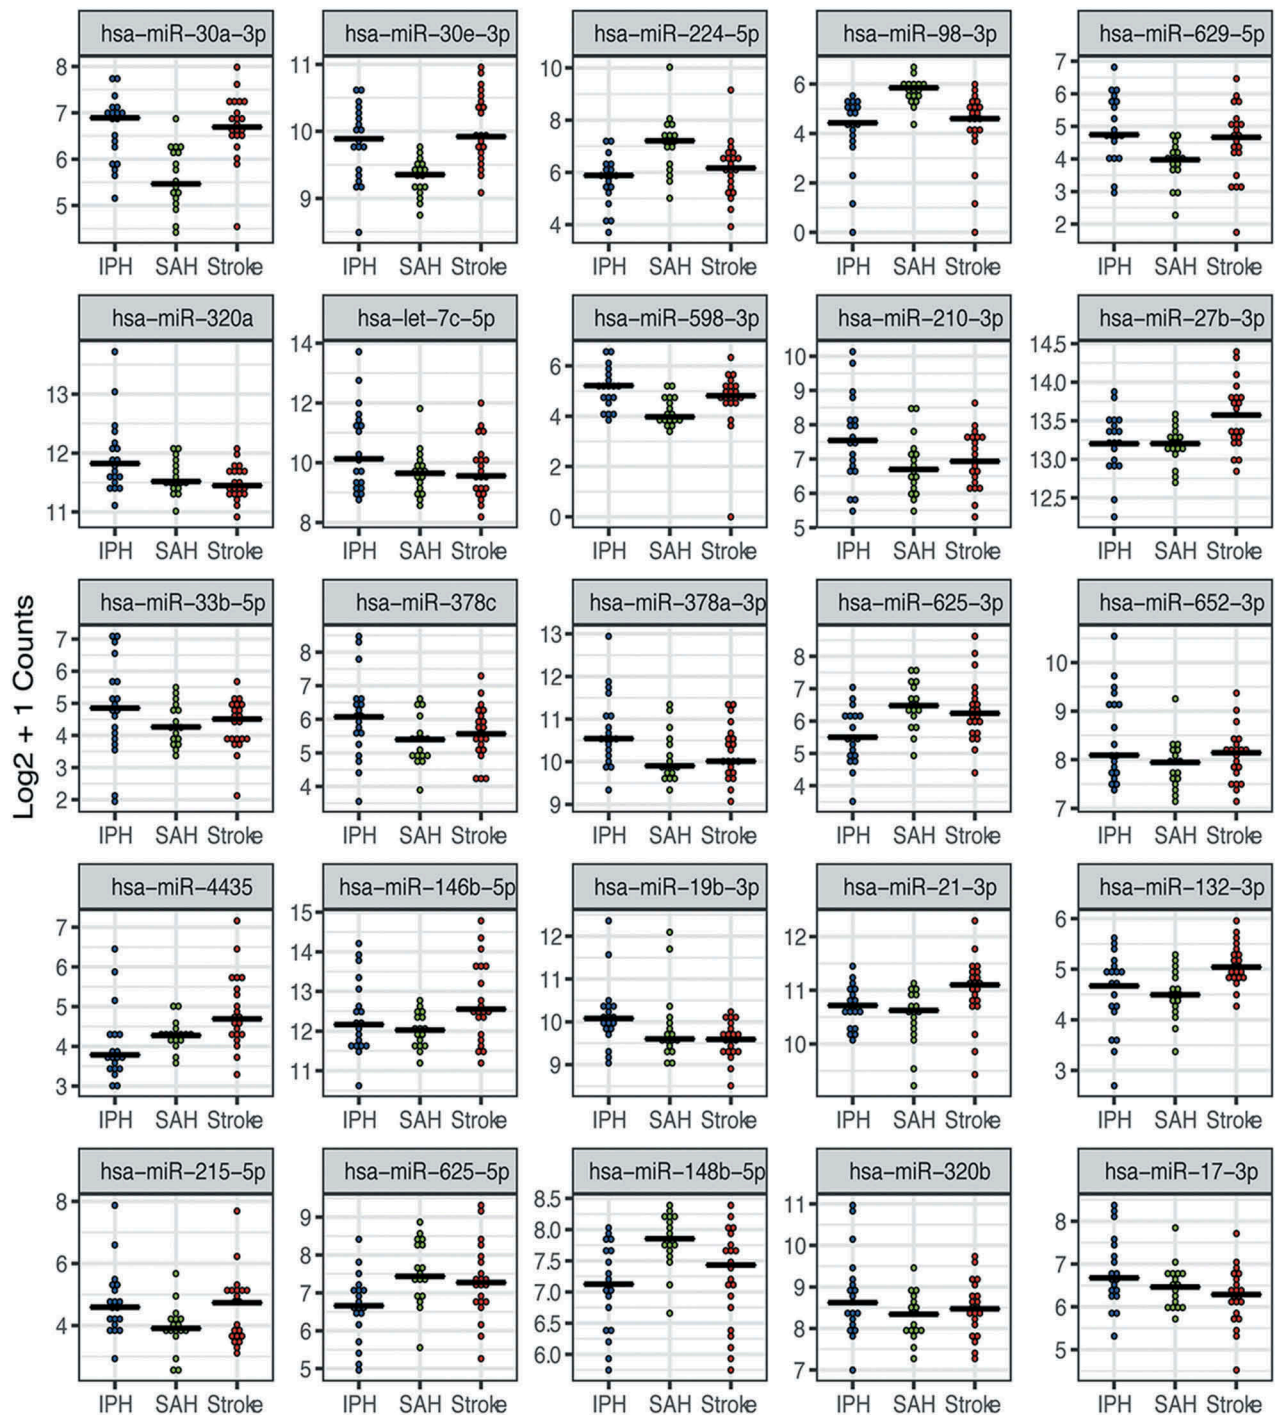 hsa-miR-30a-3p hsa-miR-30e-3p hsa-miR-224-5p hsa-miR-98-3p hsa-miR-629-5p
8 7 6 5
11 10 9
10 8 6 4
6 4 2 0
7 6 5 4 3 2
IPH SAH Stroke IPH SAH Stroke IPH SAH Stroke IPH SAH Stroke IPH SAH Stroke
hsa-miR-320a hsa-let-7c-5p hsa-miR-598-3p hsa-miR-210-3p hsa-miR-27b-3p
13 12 11
14 12 10 8
6 4 2 0
10 9 8 7 6 5
14.5 14.0 13.5 13.0 12.5
IPH SAH Stroke IPH SAH Stroke IPH SAH Stroke IPH SAH Stroke IPH SAH Stroke
Log2 + 1 Counts
hsa-miR-33b-5p hsa-miR-378c hsa-miR-378a-3p hsa-miR-625-3p hsa-miR-652-3p
7 6 5 4 3 2
8 7 6 5 4
13 12 11 10 9
8 7 6 5 4
10 9 8 7
IPH SAH Stroke IPH SAH Stroke IPH SAH Stroke IPH SAH Stroke IPH SAH Stroke
hsa-miR-4435 hsa-miR-146b-5p hsa-miR-19b-3p hsa-miR-21-3p hsa-miR-132-3p
7 6 5 4 3
15 14 13 12 11
12 11 10 9
12 11 10
6 5 4 3
IPH SAH Stroke IPH SAH Stroke IPH SAH Stroke IPH SAH Stroke IPH SAH Stroke
hsa-miR-215-5p hsa-miR-625-5p hsa-miR-148b-5p hsa-miR-320b hsa-miR-17-3p
8 6 4
9 8 7 6 5
8.5 8.0 7.5 7.0 6.5 6.0
11 10 9 8 7
8 7 6 5
IPH SAH Stroke IPH SAH Stroke IPH SAH Stroke IPH SAH Stroke IPH SAH Stroke